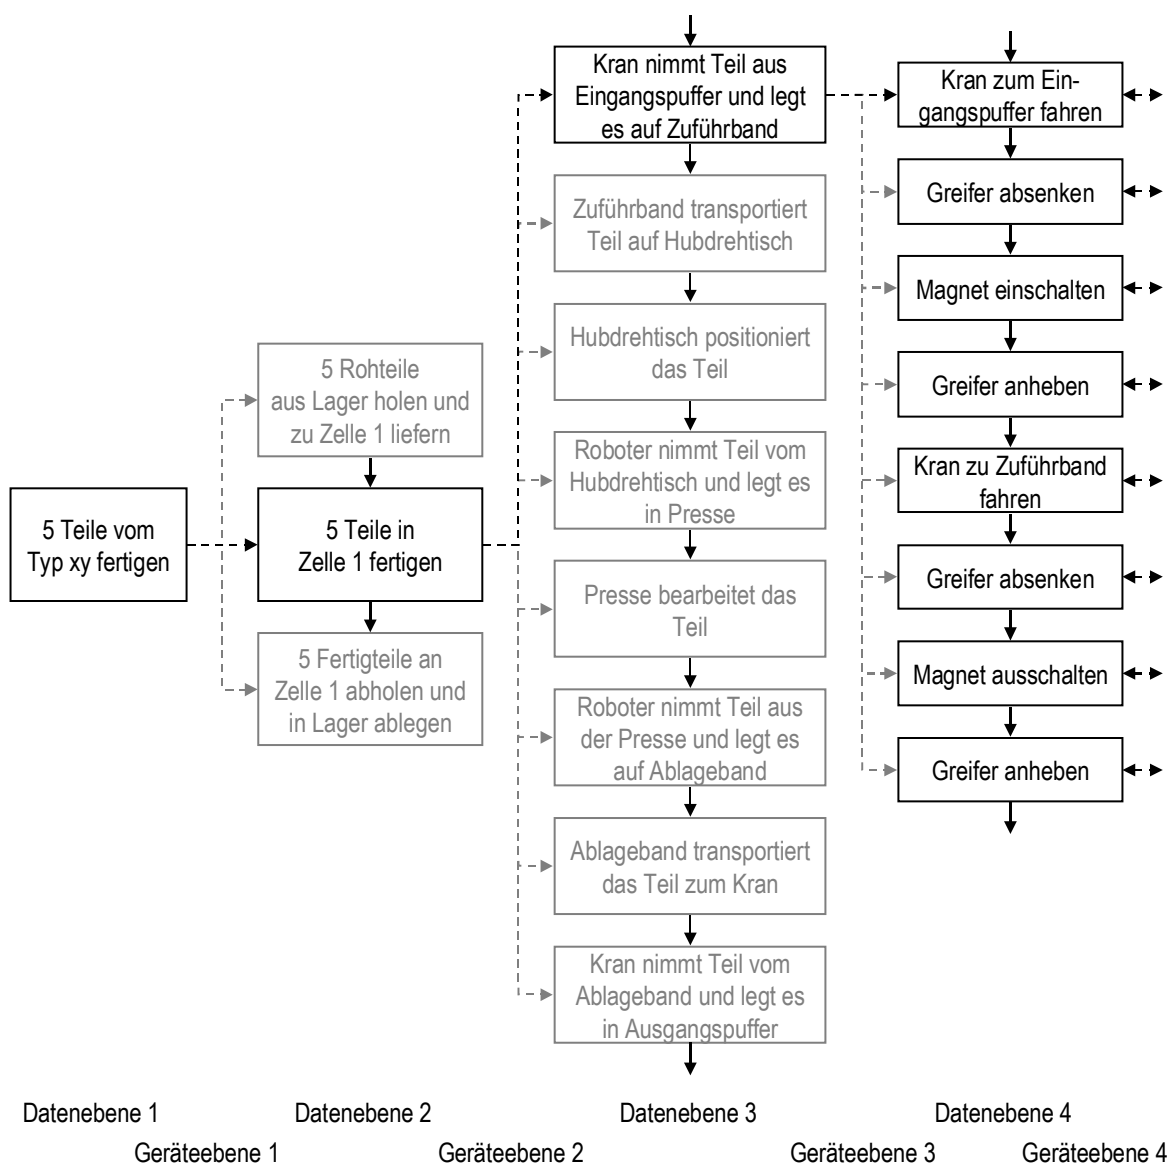 5 Teile vom
Typ xy fertigen
5 Rohteile
aus Lager holen und
zu Zelle 1 liefern
5 Teile in
Zelle 1 fertigen
5 Fertigteile an
Zelle 1 abholen und
in Lager ablegen
Kran nimmt Teil aus
Eingangspuffer und legt
es auf Zuführband
Zuführband transportiert
Teil auf Hubdrehtisch
Hubdrehtisch positioniert
das Teil
Roboter nimmt Teil vom
Hubdrehtisch und legt es
in Presse
Presse bearbeitet das
Teil
Roboter nimmt Teil aus
der Presse und legt es
auf Ablageband
Ablageband transportiert
das Teil zum Kran
Kran nimmt Teil vom
Ablageband und legt es
in Ausgangspuffer
Kran zum Ein-
gangspuffer fahren
Greifer absenken
Magnet einschalten
Greifer anheben
Kran zu Zuführband
fahren
Greifer absenken
Magnet ausschalten
Greifer anheben
Datenebene 1
Datenebene 2
Datenebene 3
Datenebene 4
Geräteebene 1
Geräteebene 2
Geräteebene 3
Geräteebene 4